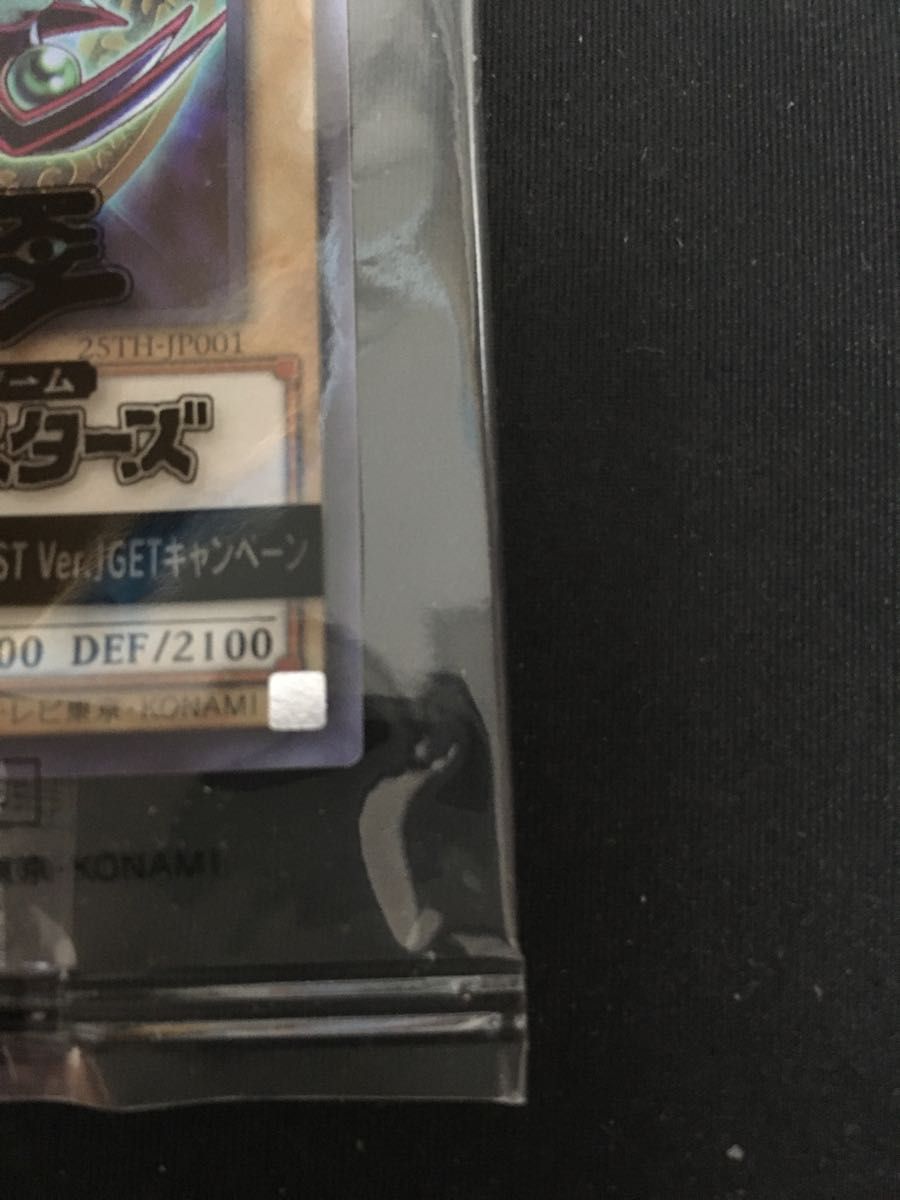 25TH-JP001
ーム
スターズ
ST Ver.」GETキャンペーン
00 DEF/2100
テレビ東京・KONAMI
東京・KONAMI